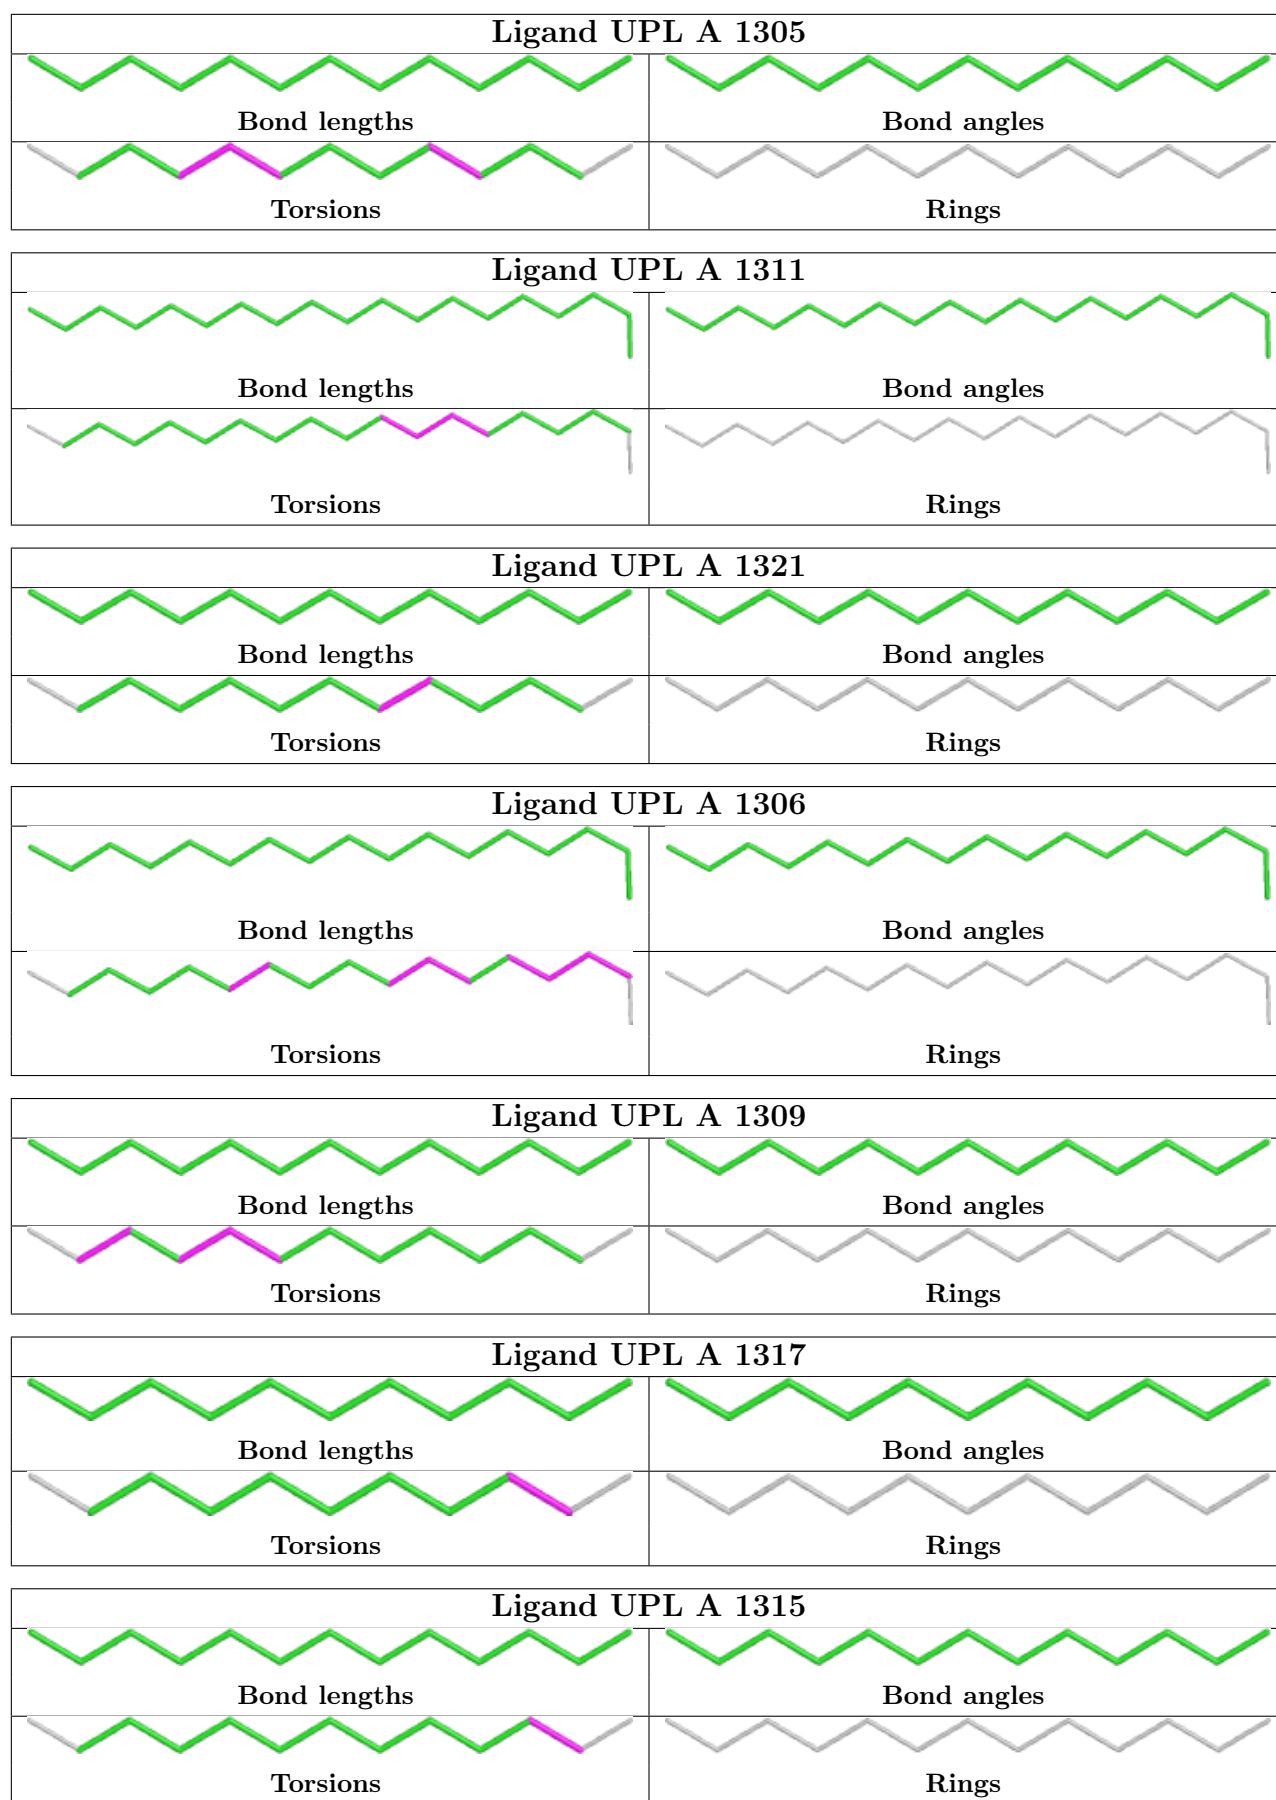 Ligand UPL A 1305
Bond lengths Bond angles
Torsions Rings
Ligand UPL A 1311
Bond lengths Bond angles
Torsions Rings
Ligand UPL A 1321
Bond lengths Bond angles
Torsions Rings
Ligand UPL A 1306
Bond lengths Bond angles
Torsions Rings
Ligand UPL A 1309
Bond lengths Bond angles
Torsions Rings
Ligand UPL A 1317
Bond lengths Bond angles
Torsions Rings
Ligand UPL A 1315
Bond lengths Bond angles
Torsions Rings